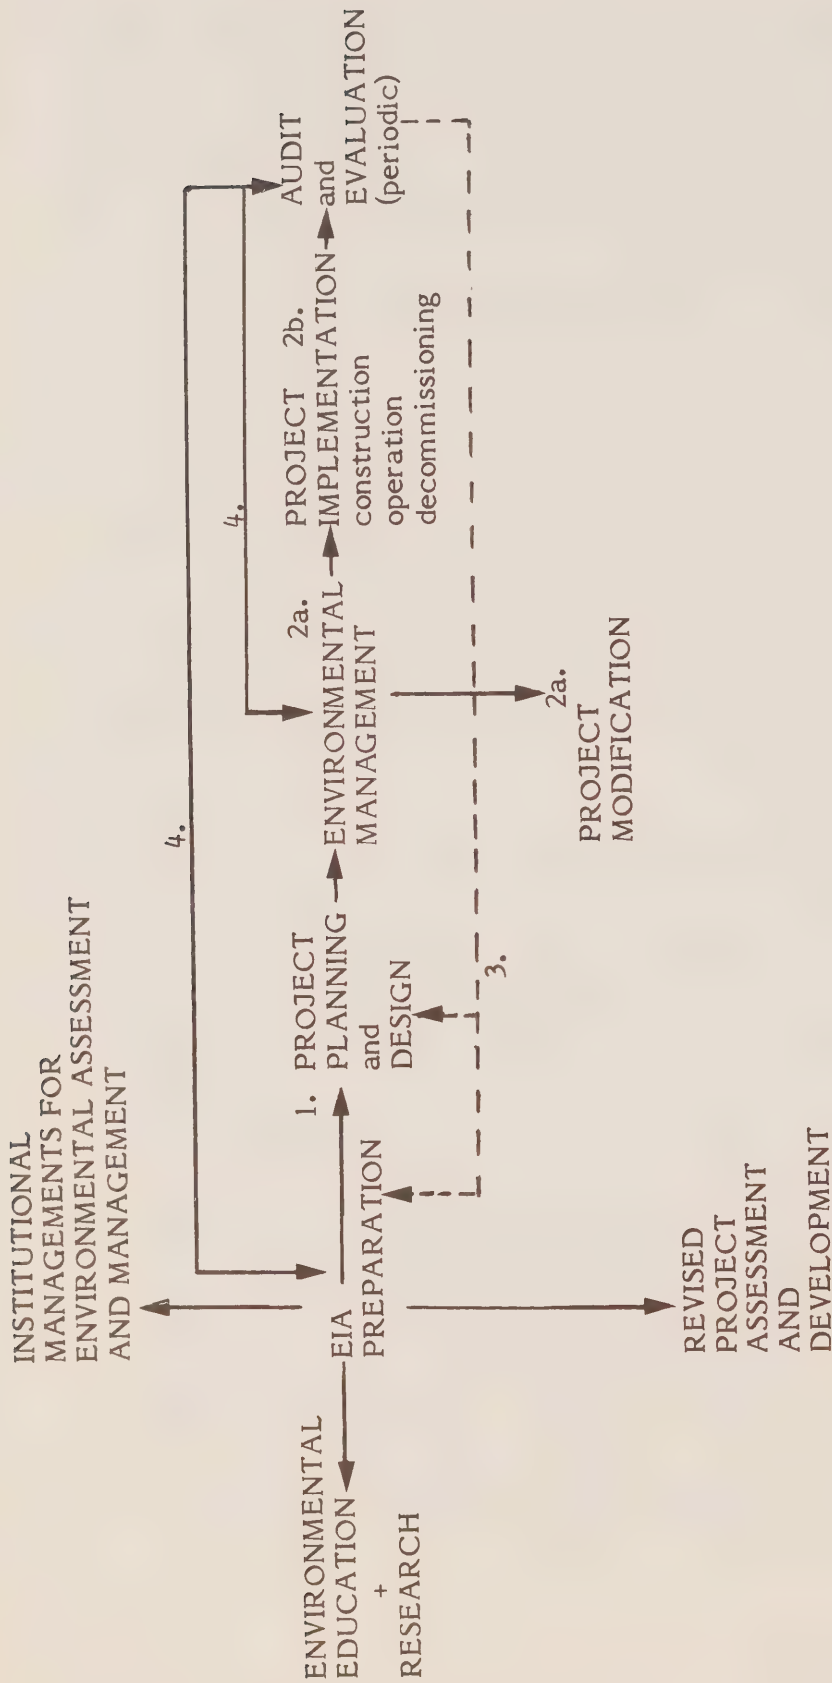 INSTITUTIONAL
MANAGEMENTS FOR
ENVIRONMENTAL ASSESSMENT
AND MANAGEMENT
4.
4.
ENVIRONMENTAL
EDUCATION
+
RESEARCH
EIA
PREPARATION
1. PROJECT
PLANNING
and
DESIGN
2a.
ENVIRONMENTAL
MANAGEMENT
PROJECT 2b.
IMPLEMENTATION
construction
operation
decommissioning
AUDIT
and
EVALUATION
(periodic)
3.
2a.
PROJECT
MODIFICATION
REVISED
PROJECT
ASSESSMENT
AND
DEVELOPMENT